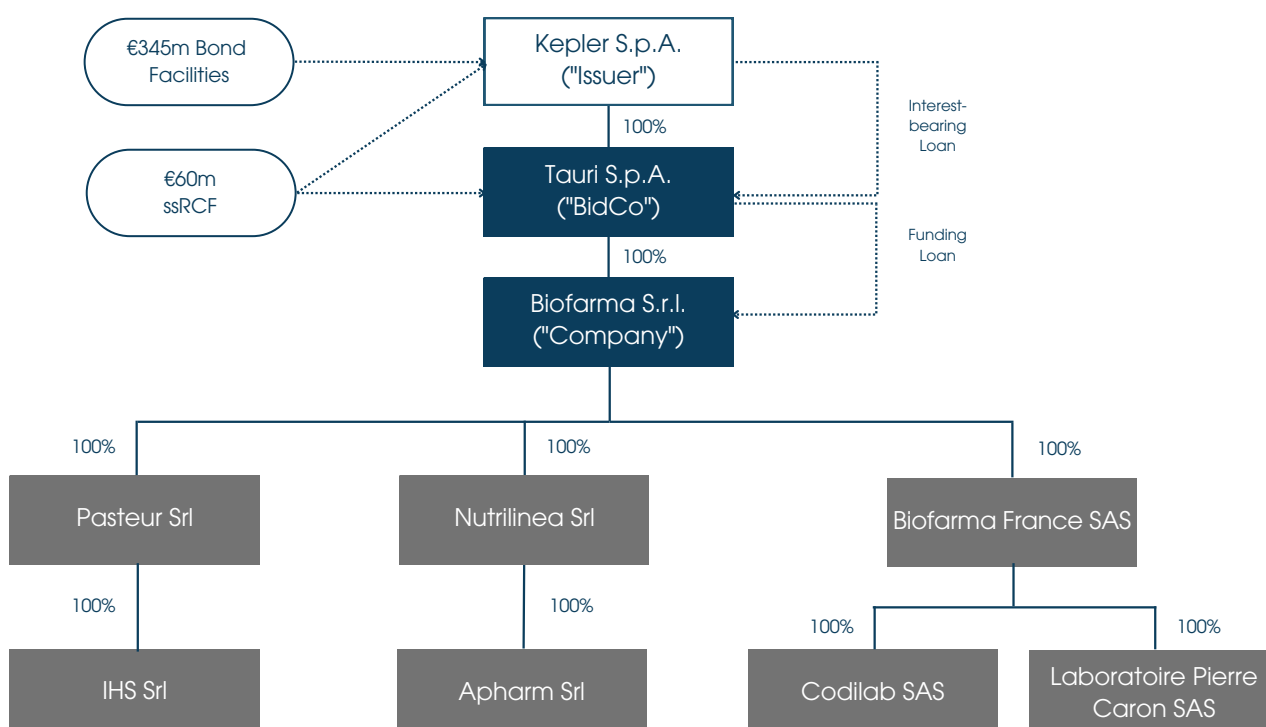 €345m Bond
Facilities
Kepler S.p.A.
("Issuer")
Interest-
bearing
Loan
100%
€60m
ssRCF
Tauri S.p.A.
("BidCo")
Funding
Loan
100%
Biofarma S.r.l.
("Company")
100%
100%
100%
Pasteur Srl
Nutrilinea Srl
Biofarma France SAS
100%
100%
100%
100%
IHS Srl
Apharm Srl
Codilab SAS
Laboratoire Pierre
Caron SAS